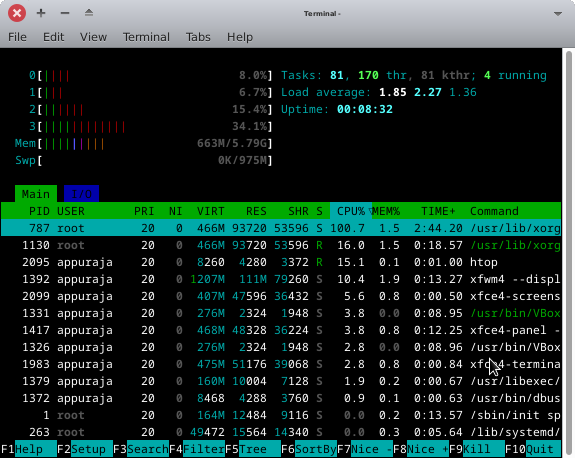 Terminal -
File Edit View Terminal Tabs Help
0[|||| 8.0%] Tasks: 81, 170 thr, 81 kthr; 4 running
1[||| 6.7%] Load average: 1.85 2.27 1.36
2[|||||| 15.4%] Uptime: 00:08:32
3[||||||||||||| 34.1%]
Mem[|||||||||| 663M/5.79G]
Swp[ 0K/975M]
Main I/O
PID USER PRI NI VIRT RES SHR S CPU%▽MEM% TIME+ Command
787 root 20 0 466M 93720 53596 S 100.7 1.5 2:44.20 /usr/lib/xorg
1130 root 20 0 466M 93720 53596 R 16.0 1.5 0:18.57 /usr/lib/xorg
2095 appuraja 20 0 8260 4280 3372 R 15.1 0.1 0:01.00 htop
1392 appuraja 20 0 1207M 111M 79260 S 10.4 1.9 0:13.27 xfwm4 --displ
2099 appuraja 20 0 407M 47596 36432 S 5.6 0.8 0:00.50 xfce4-screens
1331 appuraja 20 0 276M 2324 1948 S 3.8 0.0 0:08.95 /usr/bin/VBox
1417 appuraja 20 0 468M 48328 36224 S 3.8 0.8 0:12.25 xfce4-panel -
1326 appuraja 20 0 276M 2324 1948 S 2.8 0.0 0:08.96 /usr/bin/VBox
1983 appuraja 20 0 475M 51176 39068 S 2.8 0.8 0:00.84 xfce4-termina
1379 appuraja 20 0 160M 10004 7128 S 1.9 0.2 0:00.67 /usr/libexec/
1372 appuraja 20 0 8468 4288 3760 S 0.9 0.1 0:00.63 /usr/bin/dbus
1 root 20 0 164M 12484 9116 S 0.0 0.2 0:13.57 /sbin/init sp
263 root 20 0 49472 15564 14340 S 0.0 0.3 0:05.64 /lib/systemd/
F1Help F2Setup F3SearchF4FilterF5Tree F6SortByF7Nice -F8Nice +F9Kill F10Quit